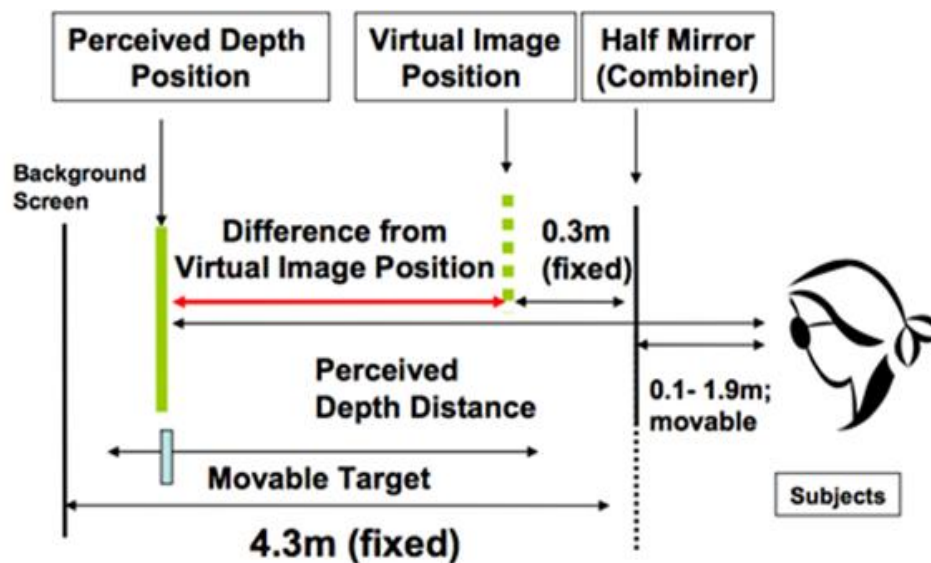 Perceived Depth
Position
Virtual Image
Position
Half Mirror
(Combiner)
Background
Screen
Difference from
Virtual Image Position
0.3m
(fixed)
Perceived
Depth Distance
0.1- 1.9m;
movable
Movable Target
Subjects
4.3m (fixed)